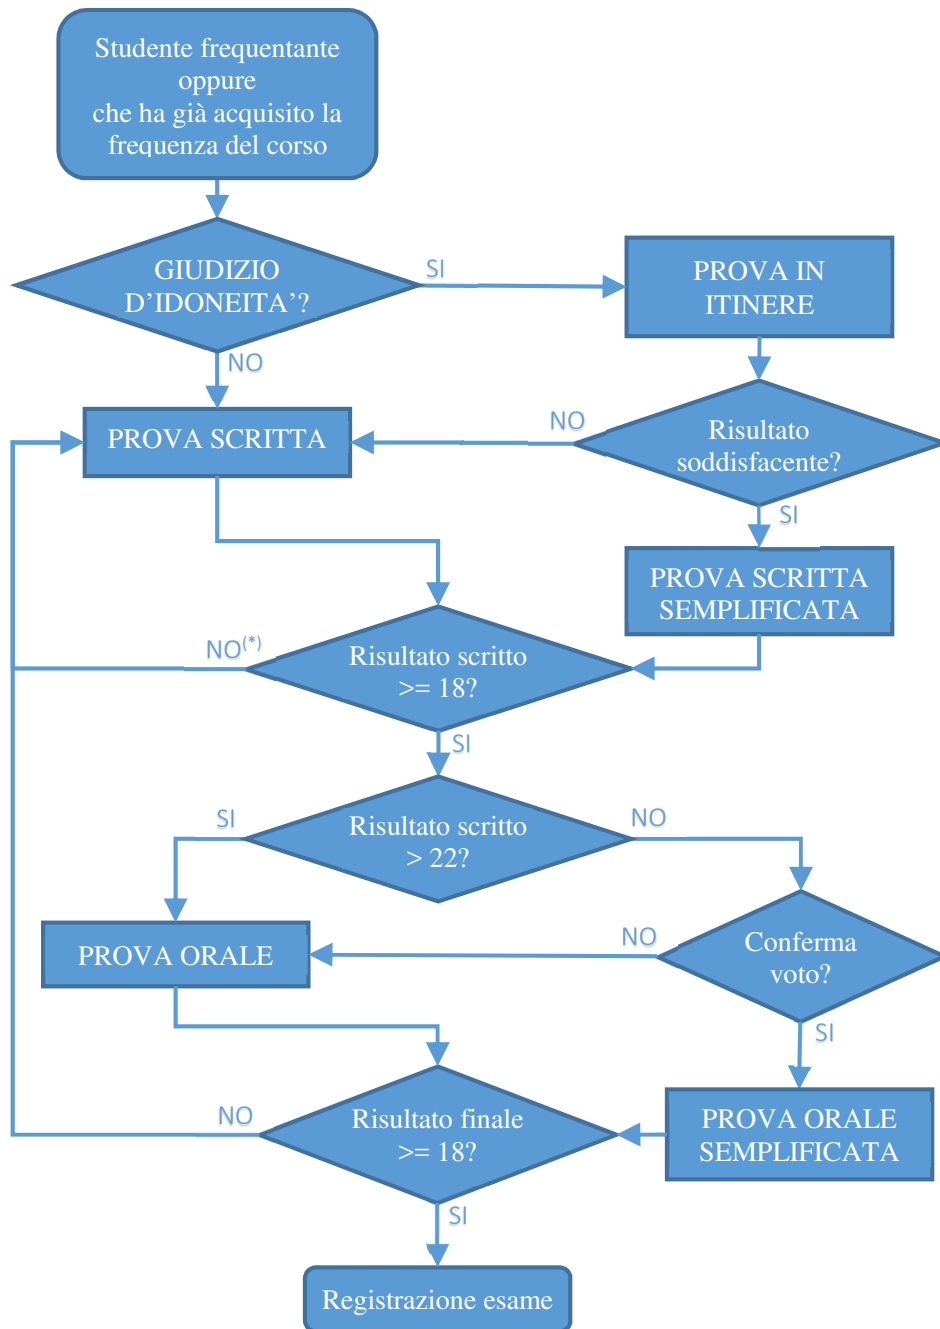 Studente frequentante
oppure
che ha già acquisito la
frequenza del corso
GIUDIZIO
D'IDONEITA'?
SI
PROVA IN
ITINERE
NO
PROVA SCRITTA
NO
Risultato
soddisfacente?
SI
PROVA SCRITTA
SEMPLIFICATA
NO(*)
Risultato scritto
>= 18?
SI
SI
Risultato scritto
> 22?
NO
PROVA ORALE
NO
Conferma
voto?
SI
NO
Risultato finale
>= 18?
PROVA ORALE
SEMPLIFICATA
SI
Registrazione esame